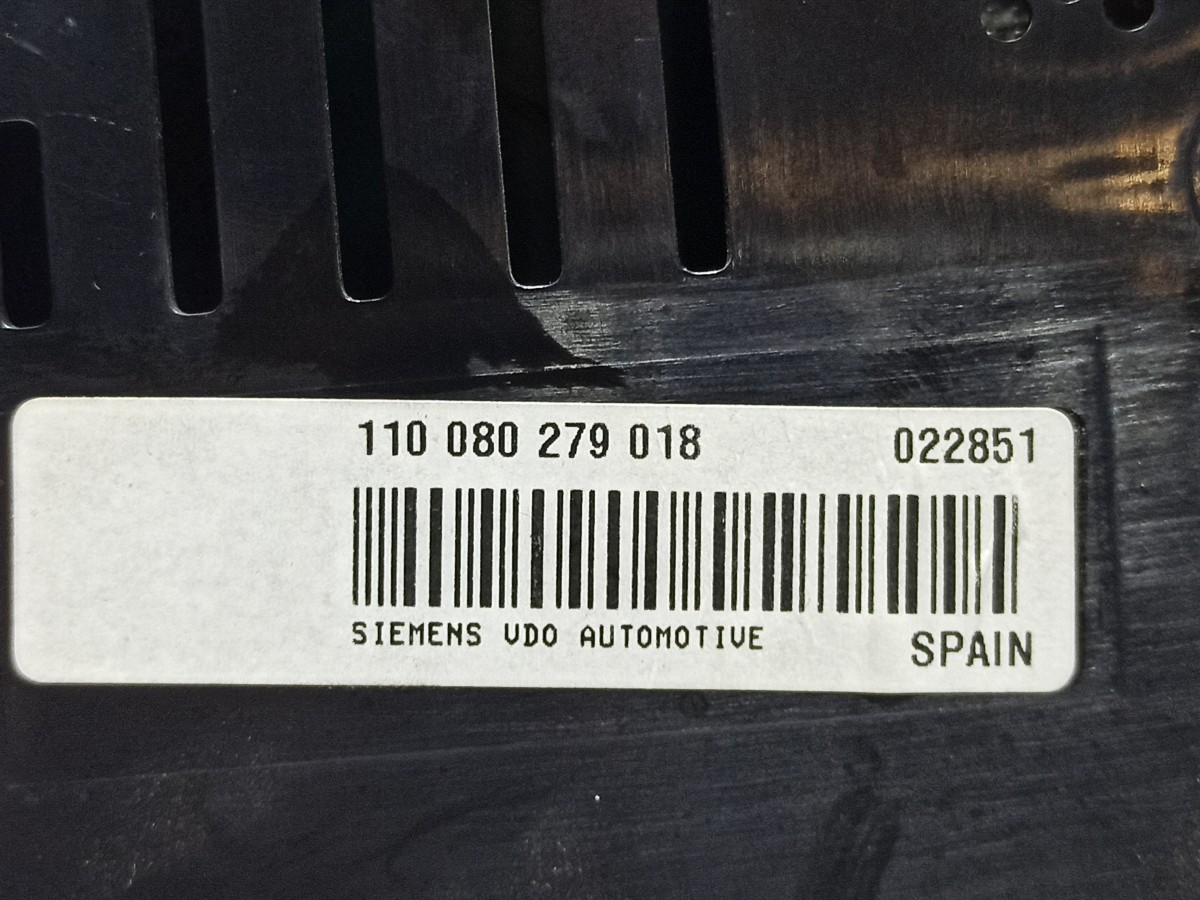 110 080 279 018 022851
SIEMENS VDO AUTOMOTIVE SPAIN